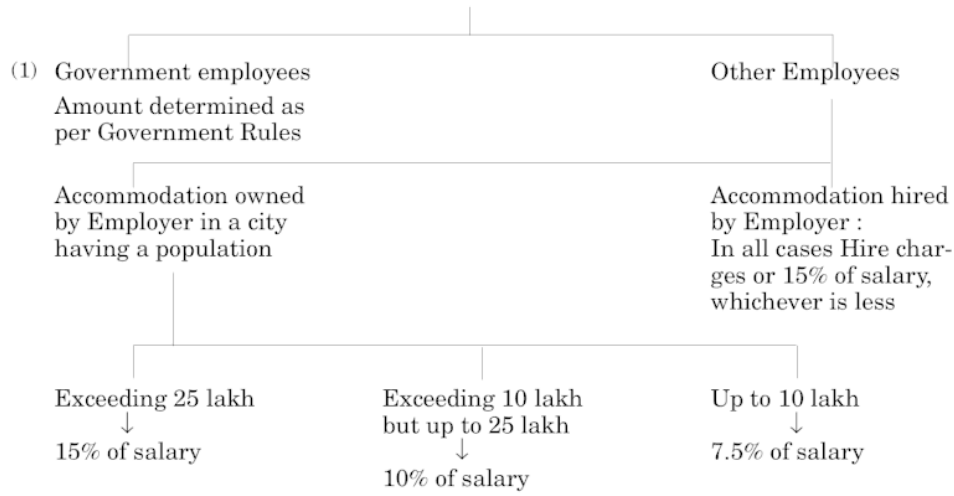 (1) Government employees
Amount determined as
per Government Rules
Other Employees
Accommodation owned
by Employer in a city
having a population
Accommodation hired
by Employer :
In all cases Hire char-
ges or 15% of salary,
whichever is less
Exceeding 25 lakh
↓
15% of salary
Exceeding 10 lakh
but up to 25 lakh
↓
10% of salary
Up to 10 lakh
↓
7.5% of salary